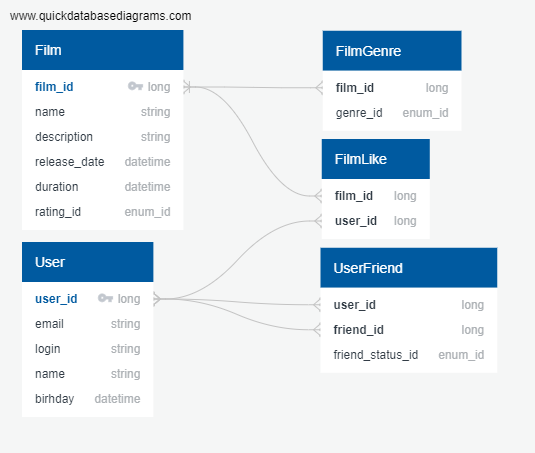 www.quickdatabasediagrams.com
Film
film_id long
name string
description string
release_date datetime
duration datetime
rating_id enum_id
FilmGenre
film_id long
genre_id enum_id
FilmLike
film_id long
user_id long
User
user_id long
email string
login string
name string
birhday datetime
UserFriend
user_id long
friend_id long
friend_status_id enum_id